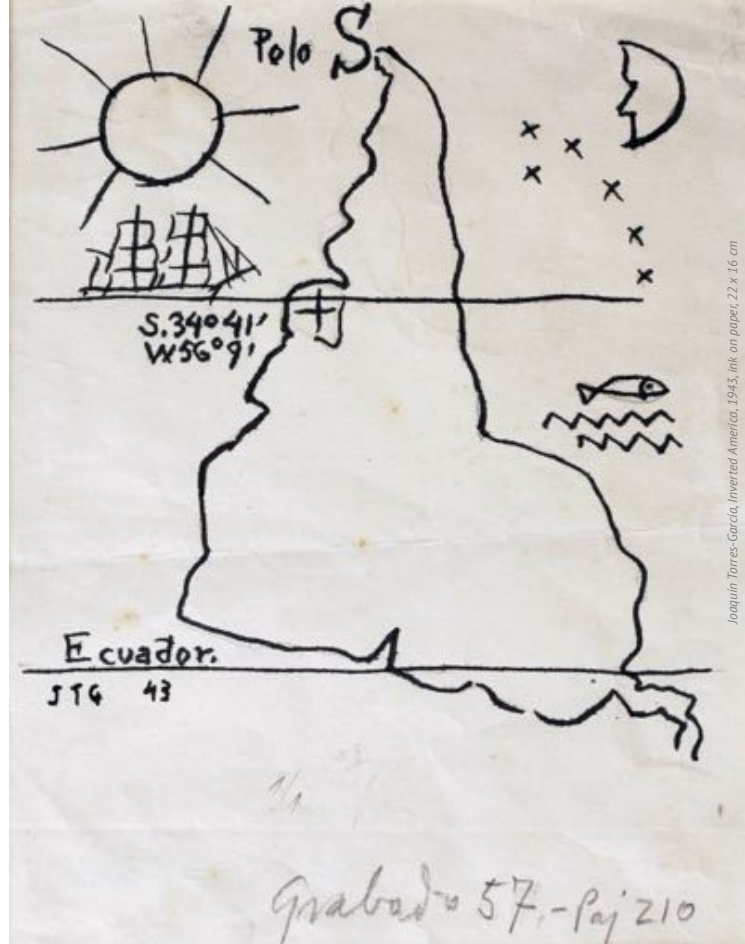 Polo S.
S. 34° 41'
W 56° 9'
Ecuador.
JTG 43
1/1
Grabado 57.- Paj 210
Joaquín Torres-García, Inverted America, 1943, ink on paper, 22 x 16 cm